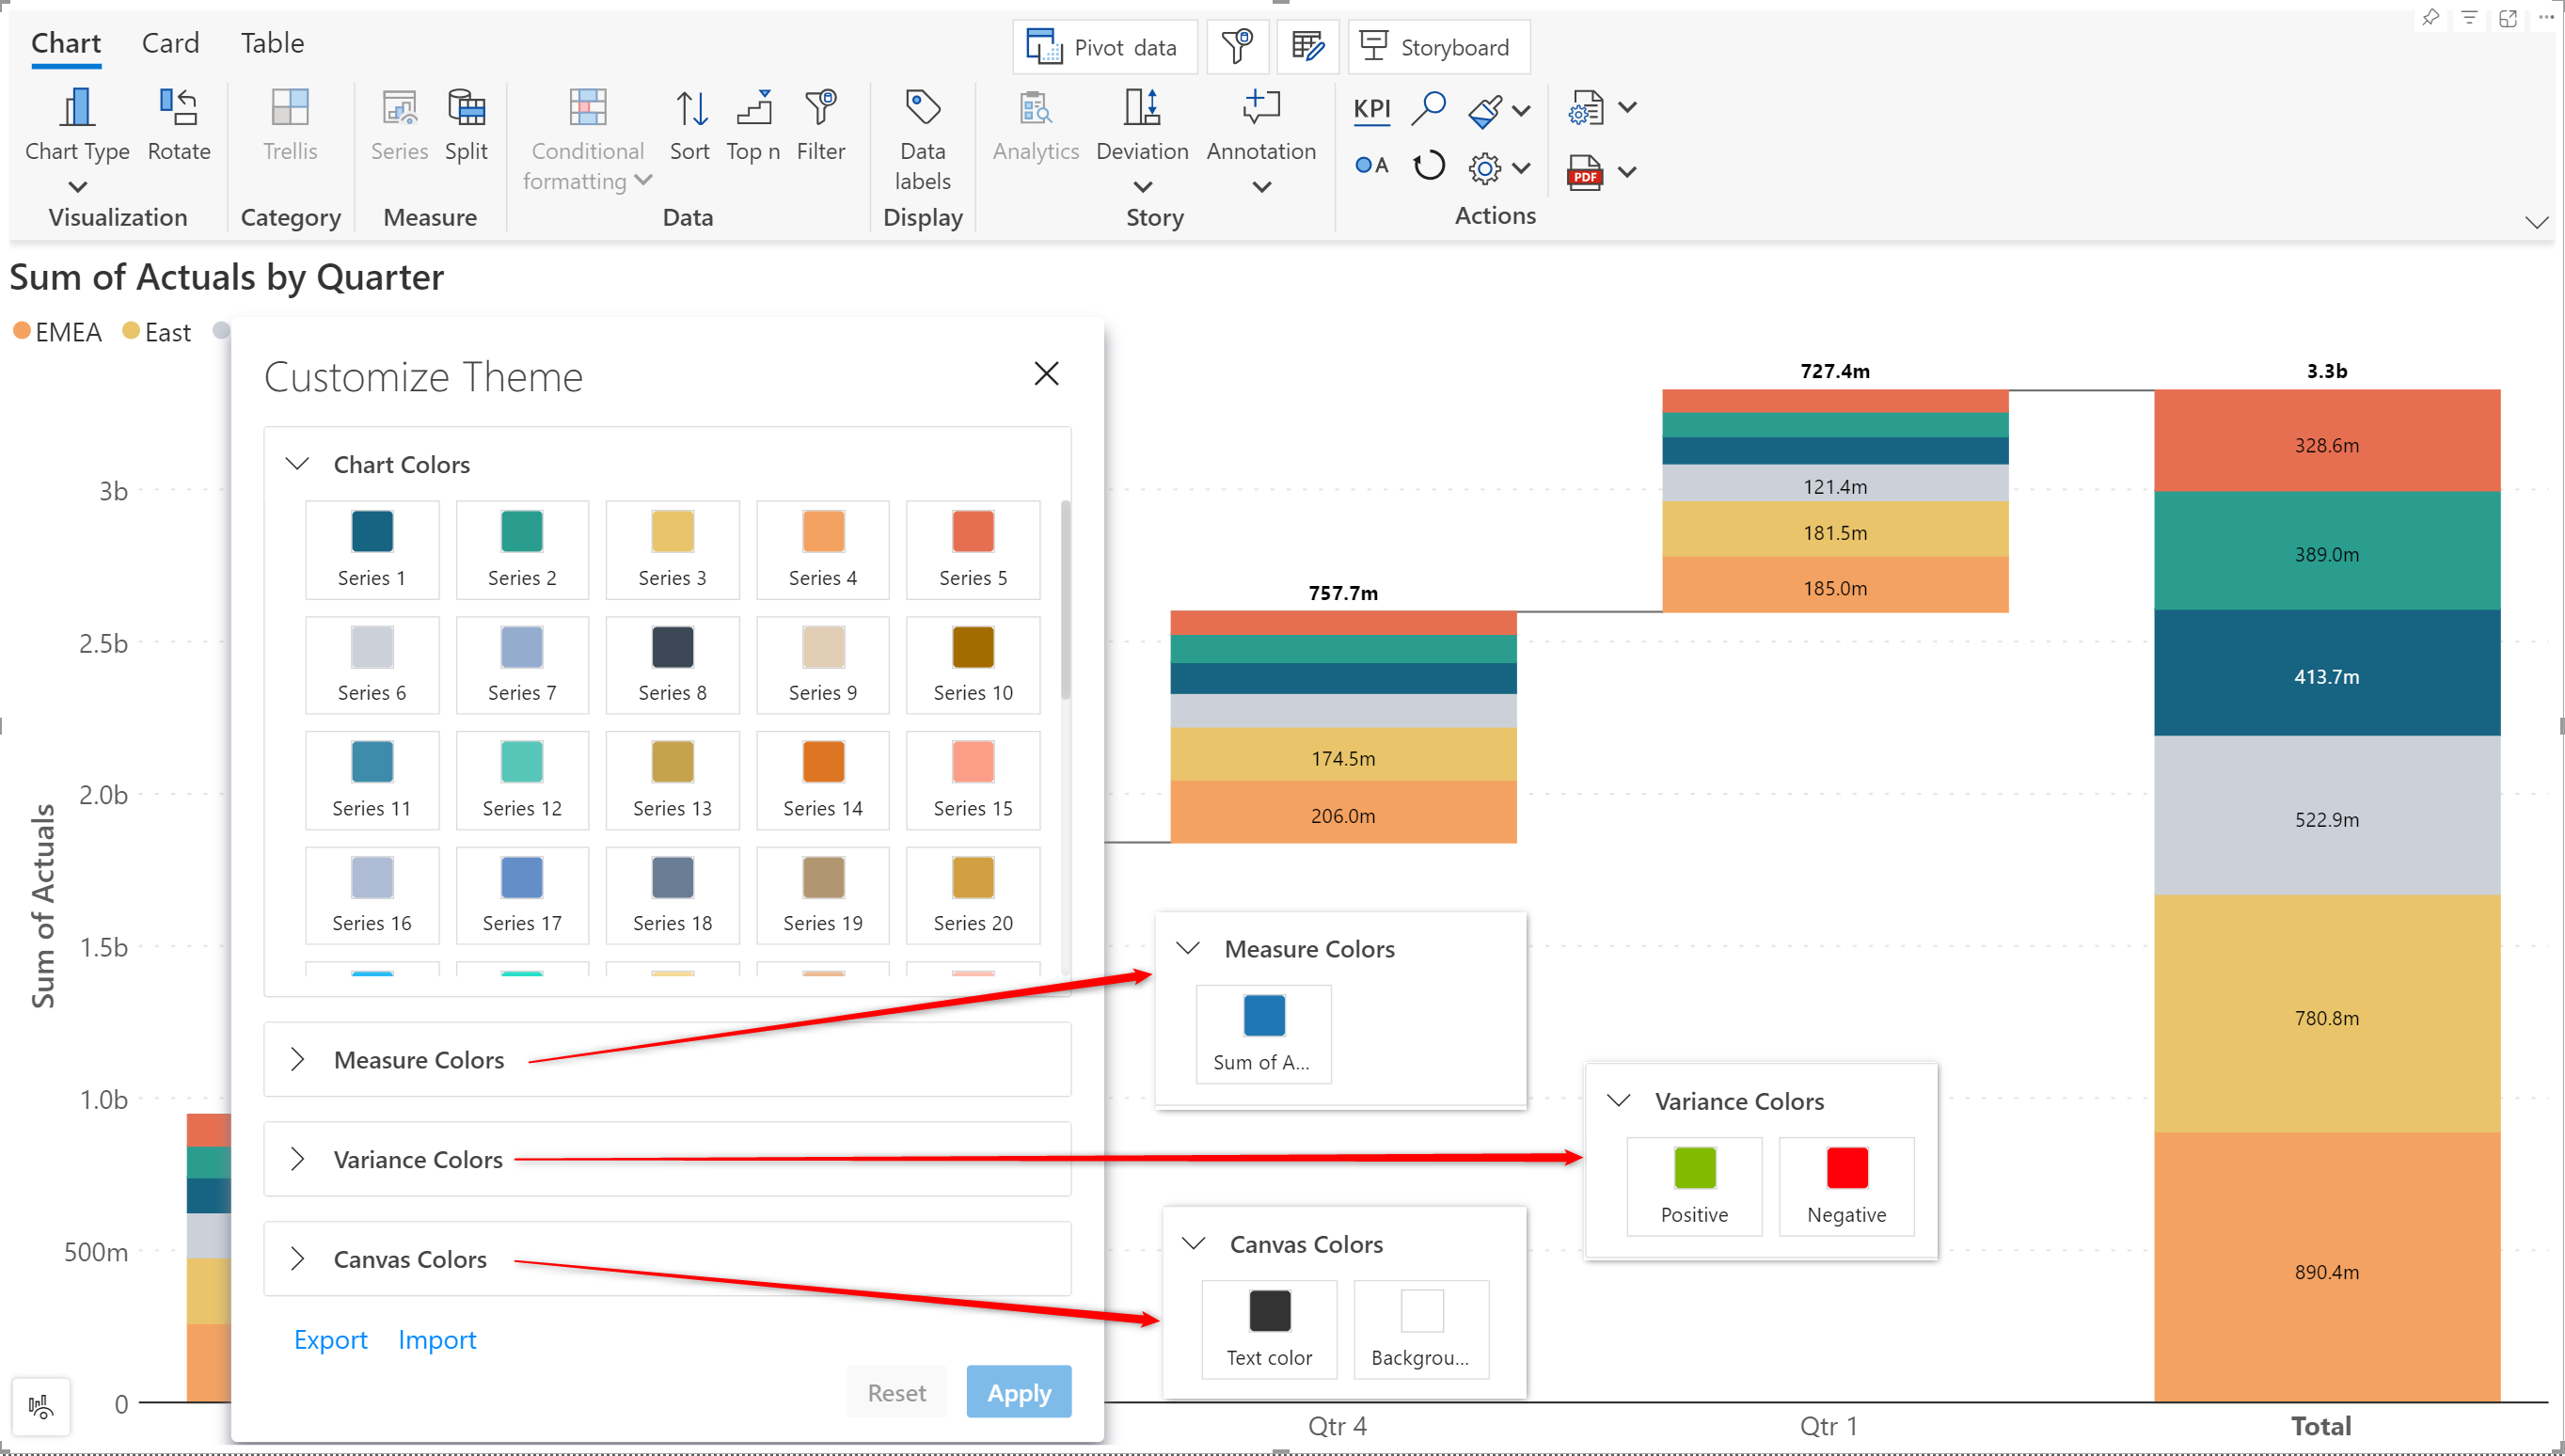 Chart Card Table
Pivot data Storyboard
Chart Type Rotate Trellis Series Split Conditional formatting Sort Top n Filter Data labels Analytics Deviation Annotation KPI
A
PDF
Visualization Category Measure Data Display Story Actions
Sum of Actuals by Quarter
EMEA East
Customize Theme
Chart Colors
Series 1 Series 2 Series 3 Series 4 Series 5
Series 6 Series 7 Series 8 Series 9 Series 10
Series 11 Series 12 Series 13 Series 14 Series 15
Series 16 Series 17 Series 18 Series 19 Series 20
Measure Colors
Variance Colors
Canvas Colors
Export Import
Reset Apply
Sum of Actuals
3b
2.5b
2.0b
1.5b
1.0b
500m
0
757.7m
174.5m
206.0m
727.4m
121.4m
181.5m
185.0m
3.3b
328.6m
389.0m
413.7m
522.9m
780.8m
890.4m
Measure Colors
Sum of A...
Variance Colors
Positive Negative
Canvas Colors
Text color Backgrou...
Qtr 4 Qtr 1 Total